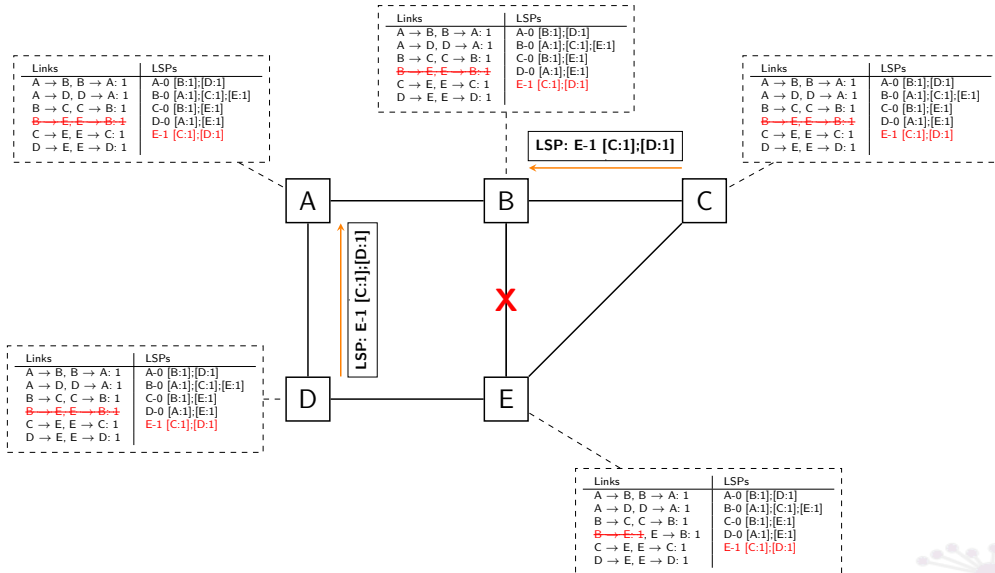 Links LSPs
A → B, B → A: 1 A-0 [B:1];[D:1]
A → D, D → A: 1 B-0 [A:1];[C:1];[E:1]
B → C, C → B: 1 C-0 [B:1];[E:1]
B → E, E → B: 1 D-0 [A:1];[E:1]
C → E, E → C: 1 E-1 [C:1];[D:1]
D → E, E → D: 1
Links LSPs
A → B, B → A: 1 A-0 [B:1];[D:1]
A → D, D → A: 1 B-0 [A:1];[C:1];[E:1]
B → C, C → B: 1 C-0 [B:1];[E:1]
B → E, E → B: 1 D-0 [A:1];[E:1]
C → E, E → C: 1 E-1 [C:1];[D:1]
D → E, E → D: 1
Links LSPs
A → B, B → A: 1 A-0 [B:1];[D:1]
A → D, D → A: 1 B-0 [A:1];[C:1];[E:1]
B → C, C → B: 1 C-0 [B:1];[E:1]
B → E, E → B: 1 D-0 [A:1];[E:1]
C → E, E → C: 1 E-1 [C:1];[D:1]
D → E, E → D: 1
LSP: E-1 [C:1];[D:1]
A
B
C
LSP: E-1 [C:1];[D:1]
X
Links LSPs
A → B, B → A: 1 A-0 [B:1];[D:1]
A → D, D → A: 1 B-0 [A:1];[C:1];[E:1]
B → C, C → B: 1 C-0 [B:1];[E:1]
B → E, E → B: 1 D-0 [A:1];[E:1]
C → E, E → C: 1 E-1 [C:1];[D:1]
D → E, E → D: 1
D
E
Links LSPs
A → B, B → A: 1 A-0 [B:1];[D:1]
A → D, D → A: 1 B-0 [A:1];[C:1];[E:1]
B → C, C → B: 1 C-0 [B:1];[E:1]
B → E: 1, E → B: 1 D-0 [A:1];[E:1]
C → E, E → C: 1 E-1 [C:1];[D:1]
D → E, E → D: 1